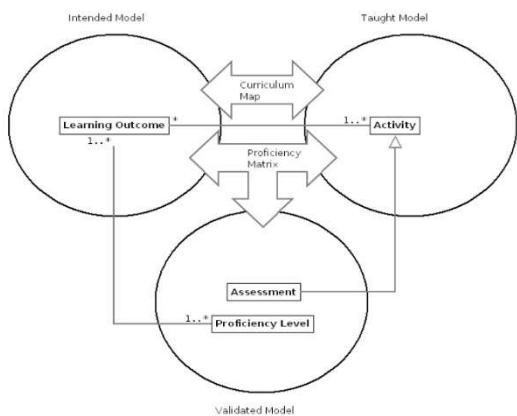 Intended Model
Taught Model
Curriculum
Map
Learning Outcome
*
1..*
Activity
1..*
Proficiency
Matrix
Assessment
1..*
Proficiency Level
Validated Model